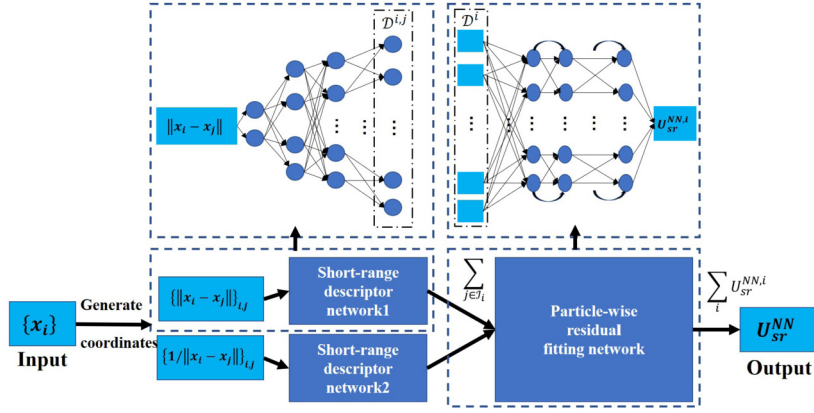 𝒟^{i,j}
𝒟^i
‖x_i − x_j‖
...
...
...
...
...
...
...
...
...
U_{sr}^{NN,i}
{‖x_i − x_j‖}_{i,j}
Short-range
descriptor
network1
∑_{j∈ℐ_i}
Particle-wise
residual
fitting network
∑_i U_{sr}^{NN,i}
{x_i}
Input
Generate
coordinates
{1/‖x_i − x_j‖}_{i,j}
Short-range
descriptor
network2
U_{sr}^{NN}
Output